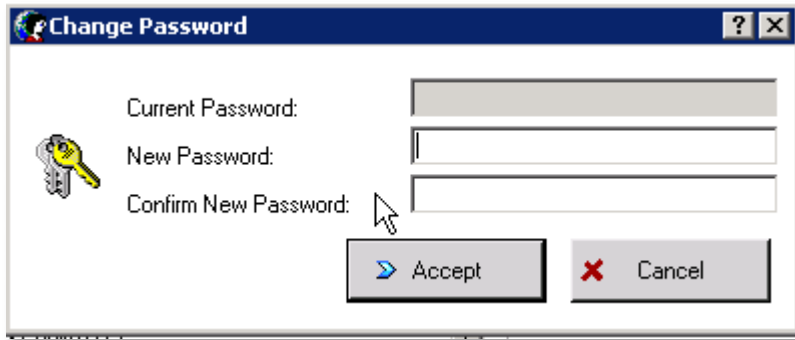 Change Password
Current Password:
New Password:
Confirm New Password:
Accept
Cancel